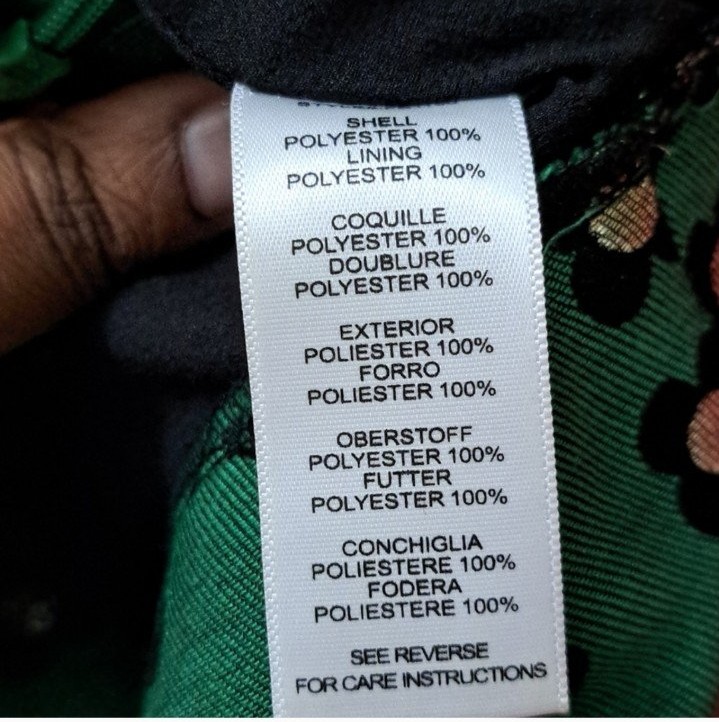 SHELL
POLYESTER 100%
LINING
POLYESTER 100%
COQUILLE
POLYESTER 100%
DOUBLURE
POLYESTER 100%
EXTERIOR
POLIESTER 100%
FORRO
POLIESTER 100%
OBERSTOFF
POLYESTER 100%
FUTTER
POLYESTER 100%
CONCHIGLIA
POLIESTERE 100%
FODERA
POLIESTERE 100%
SEE REVERSE
FOR CARE INSTRUCTIONS